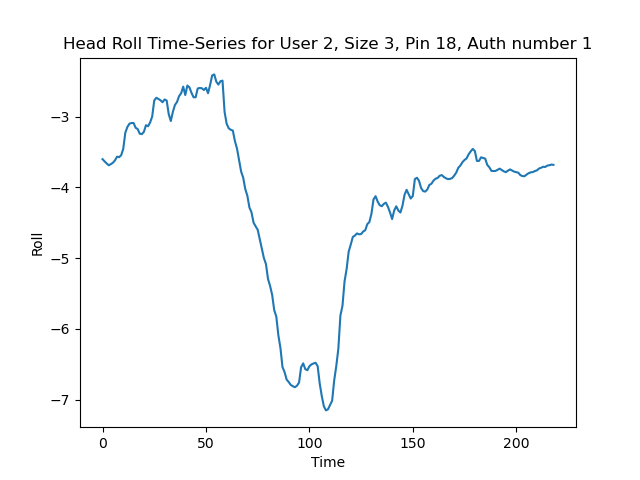 Head Roll Time-Series for User 2, Size 3, Pin 18, Auth number 1
−3
−4
−5
−6
−7
Roll
0 50 100 150 200
Time